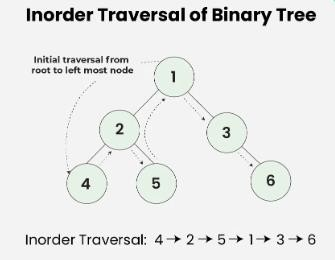 Inorder Traversal of Binary Tree
Initial traversal from
root to left most node
1
2
3
4
5
6
Inorder Traversal: 4 → 2 → 5 → 1 → 3 → 6